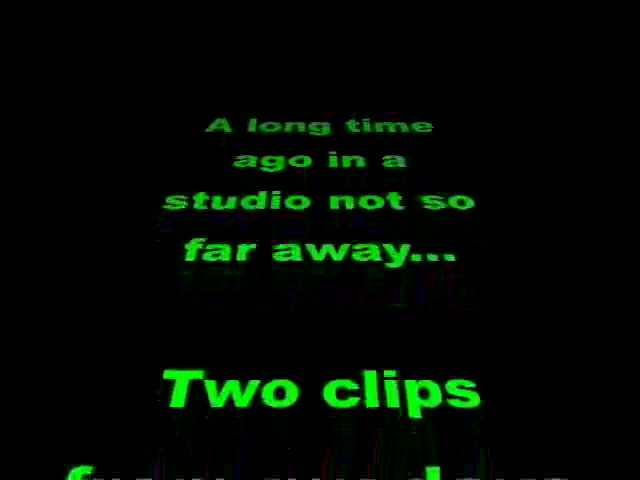 A long time
ago in a
studio not so
far away...
Two clips